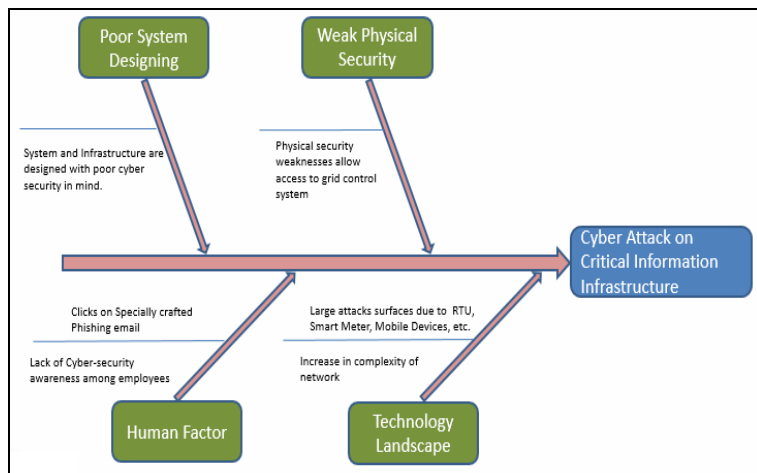 Poor System
Designing
Weak Physical
Security
System and Infrastructure are
designed with poor cyber
security in mind.
Physical security
weaknesses allow
access to grid control
system
Cyber Attack on
Critical Information
Infrastructure
Clicks on Specially crafted
Phishing email
Lack of Cyber-security
awareness among employees
Large attacks surfaces due to RTU,
Smart Meter, Mobile Devices, etc.
Increase in complexity of
network
Human Factor
Technology
Landscape